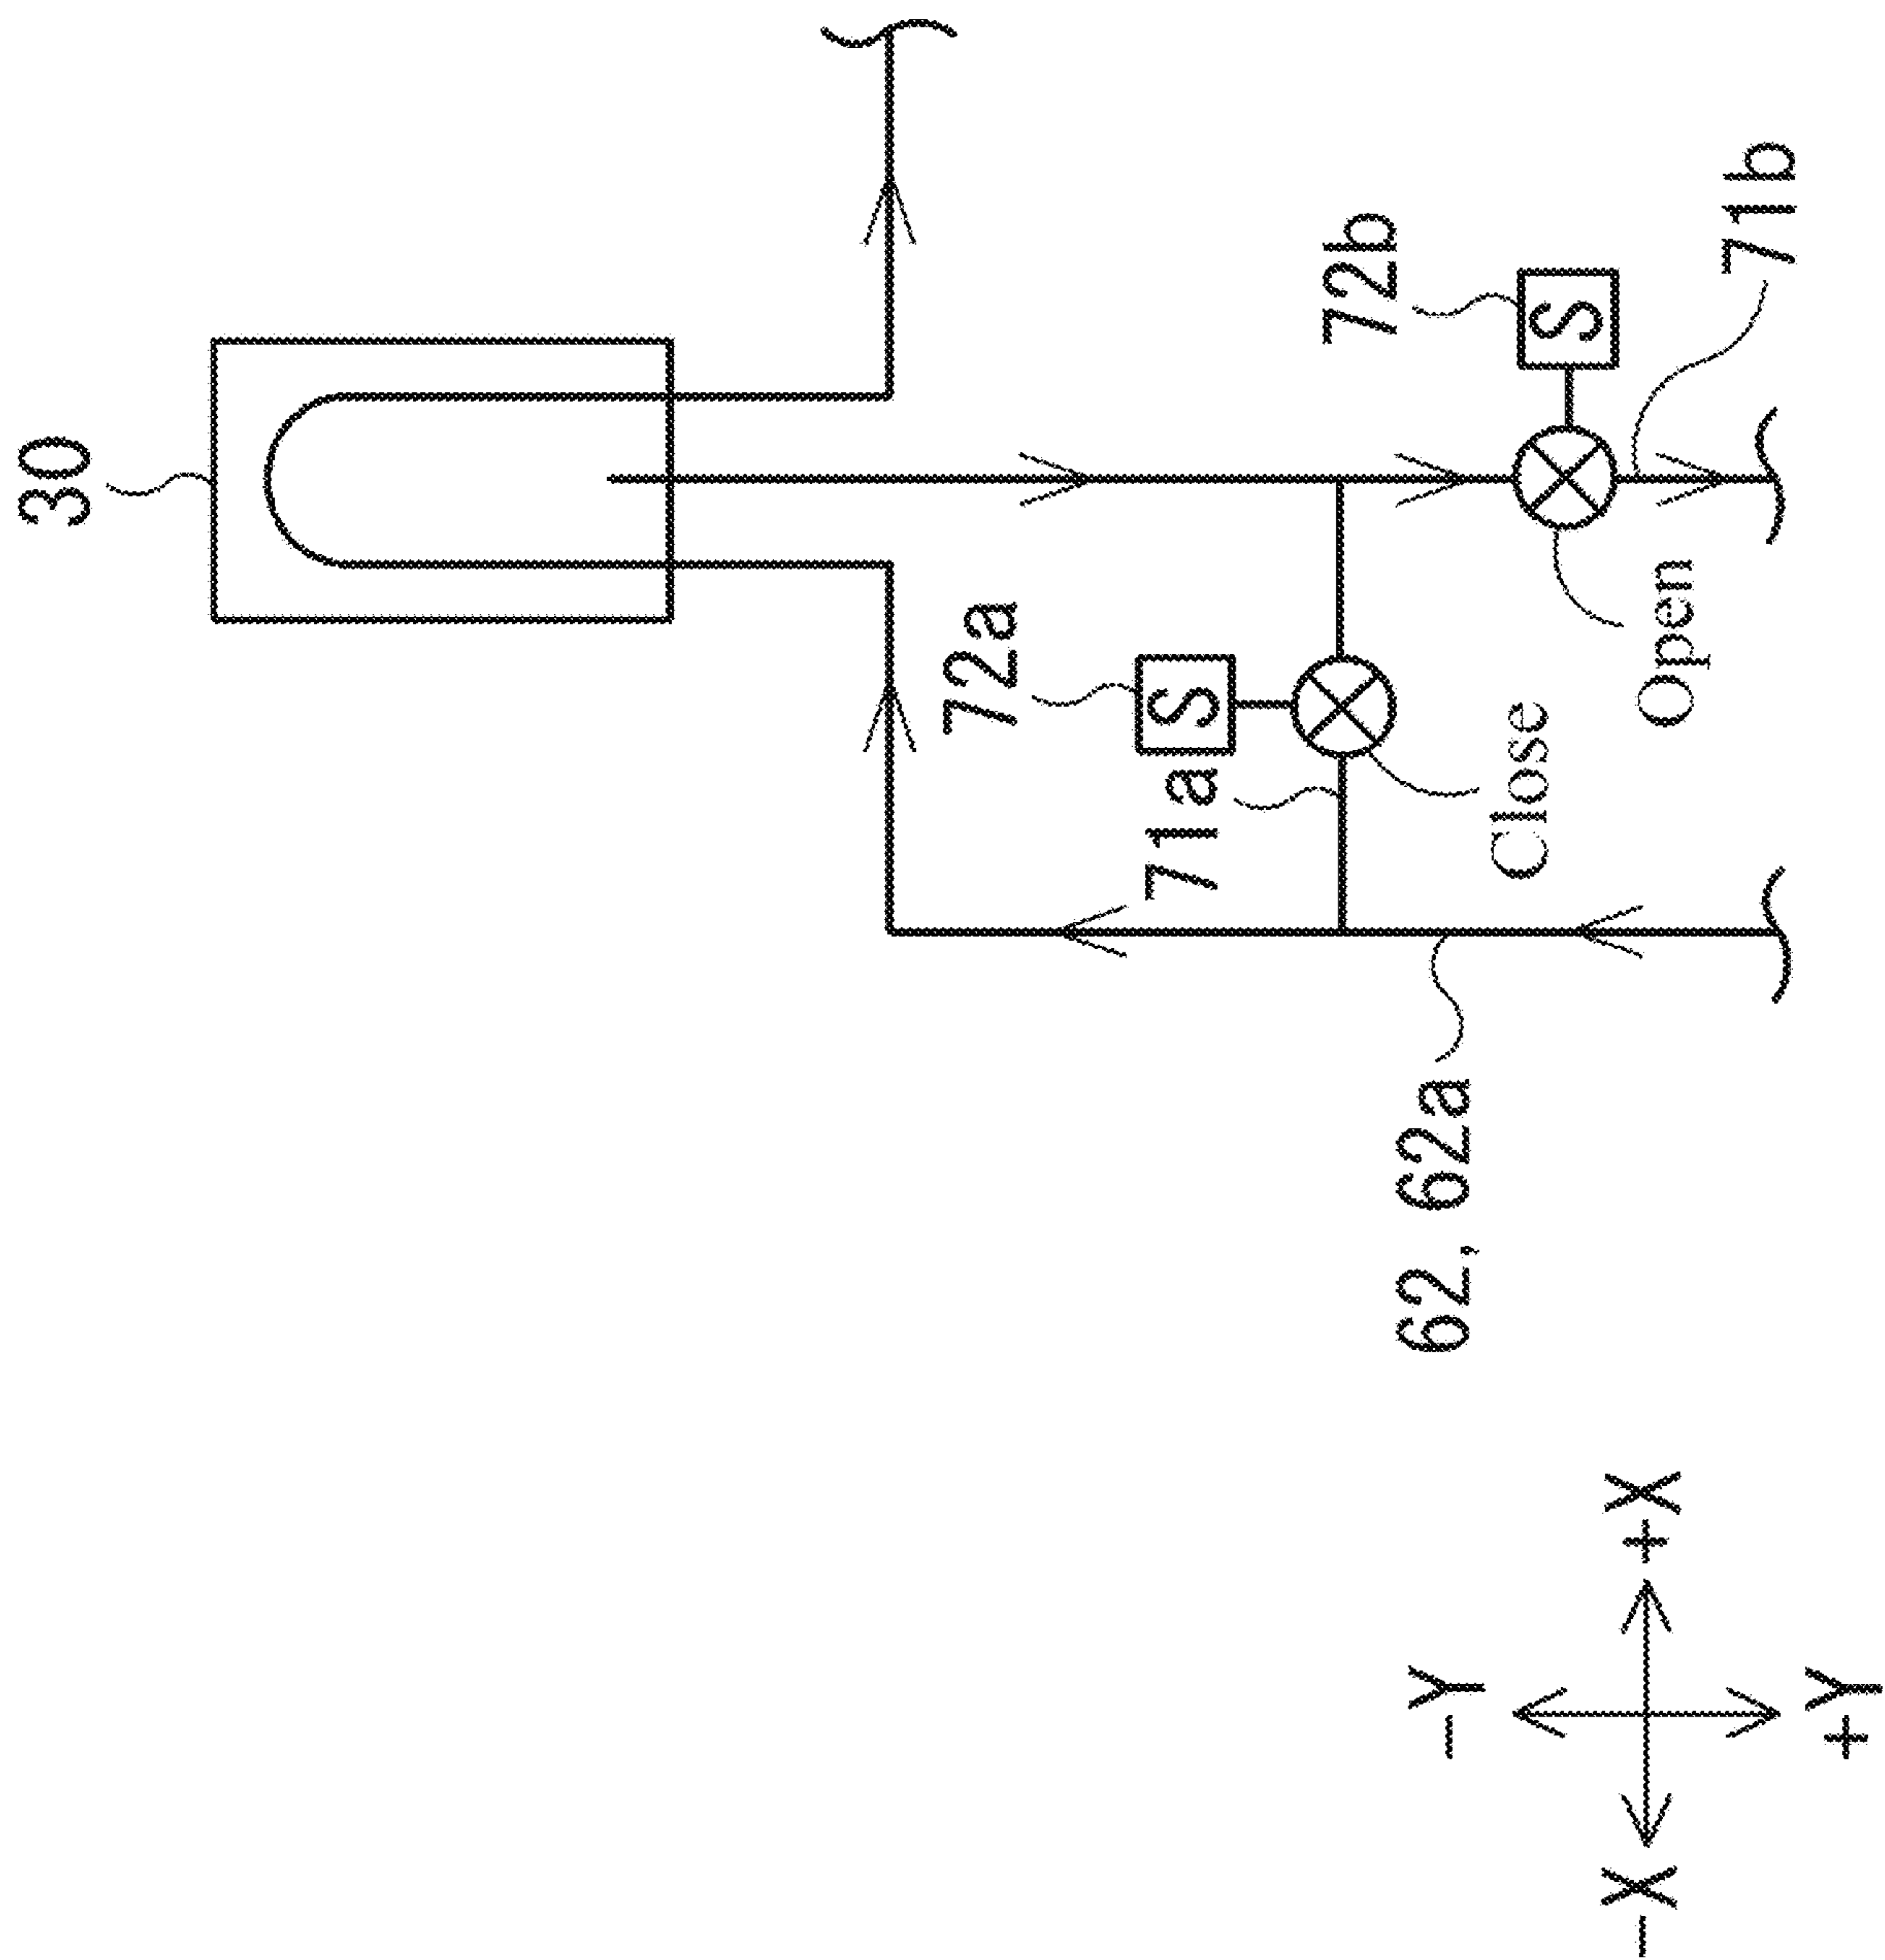 30
72b
S
71b
72a
S
71a
Open
Close
62, 62a
+X
-Y
+Y
-X